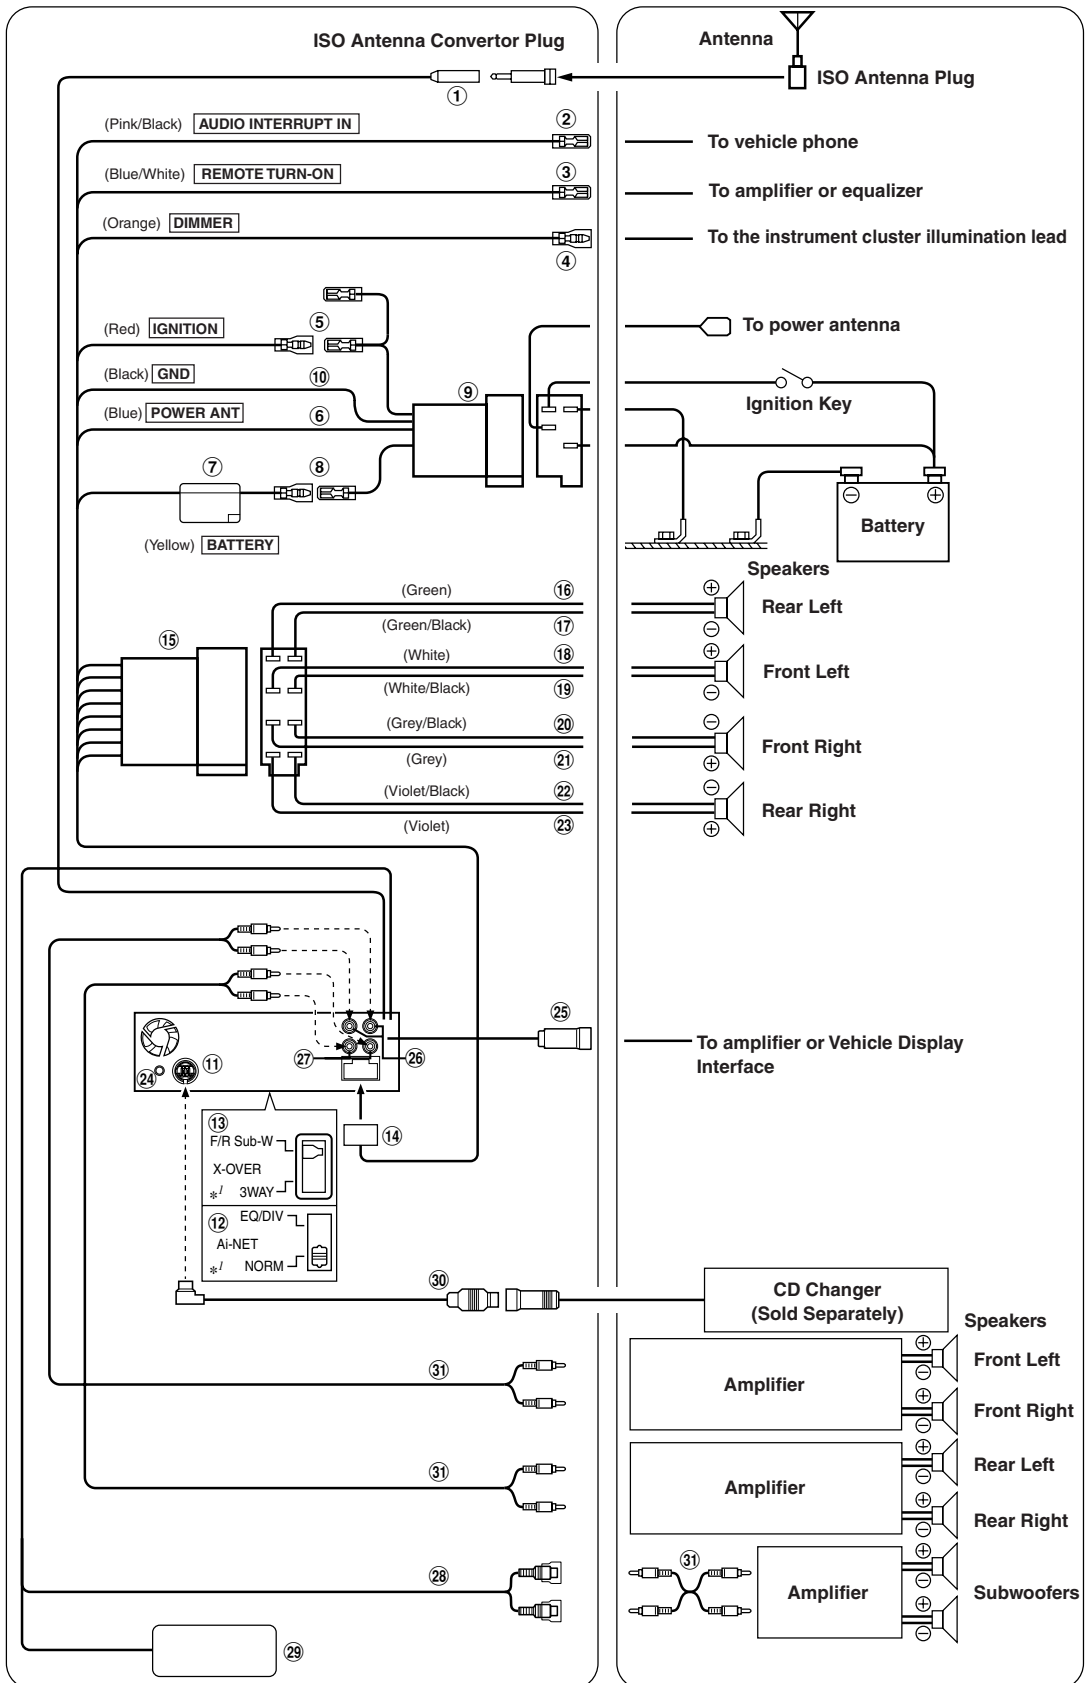 ISO Antenna Convertor Plug
Antenna
ISO Antenna Plug
①
(Pink/Black) AUDIO INTERRUPT IN
②
To vehicle phone
(Blue/White) REMOTE TURN-ON
③
To amplifier or equalizer
(Orange) DIMMER
④
To the instrument cluster illumination lead
(Red) IGNITION
⑤
To power antenna
(Black) GND
⑩
⑨
Ignition Key
(Blue) POWER ANT
⑥
⑦
⑧
⊖ ⊕
Battery
(Yellow) BATTERY
Speakers
(Green)
⑯
⊕
Rear Left
(Green/Black)
⑰
⊖
⑮
(White)
⑱
⊕
Front Left
(White/Black)
⑲
⊖
(Grey/Black)
⑳
⊖
Front Right
(Grey)
㉑
⊕
(Violet/Black)
㉒
⊖
Rear Right
(Violet)
㉓
⊕
㉕
To amplifier or Vehicle Display
Interface
㉔
⑪
㉗
㉖
⑬
F/R Sub-W
X-OVER
*1 3WAY
⑭
⑫
EQ/DIV
Ai-NET
*1 NORM
㉚
CD Changer
(Sold Separately)
Speakers
㉛
Amplifier
⊕
Front Left
⊖
⊕
Front Right
⊖
㉛
Amplifier
⊕
Rear Left
⊖
⊕
Rear Right
⊖
㉘
㉛
Amplifier
⊕
⊖
Subwoofers
⊕
⊖
㉙